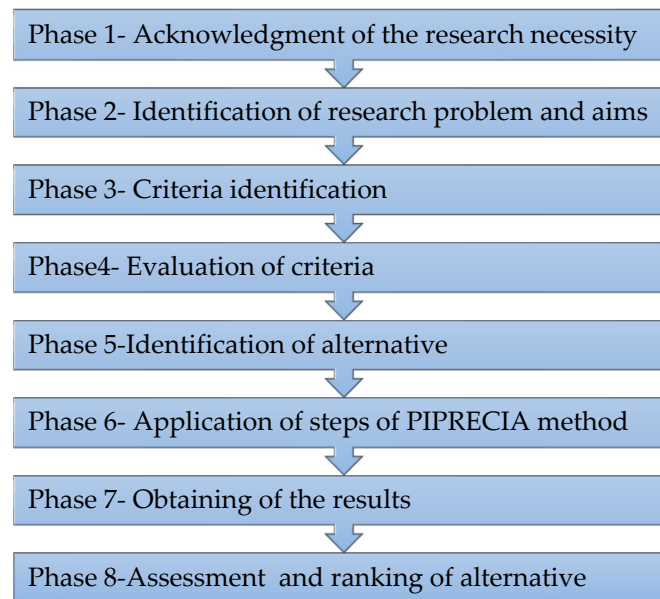 Phase 1- Acknowledgment of the research necessity
Phase 2- Identification of research problem and aims
Phase 3- Criteria identification
Phase4- Evaluation of criteria
Phase 5-Identification of alternative
Phase 6- Application of steps of PIPRECIA method
Phase 7- Obtaining of the results
Phase 8-Assessment  and ranking of alternative